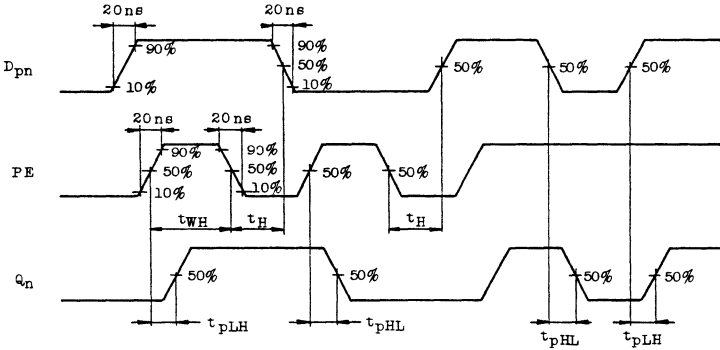 20 ns 20 ns
D_pn 90% 90% 50% 50% 50% 50%
10% 10%
20 ns 20 ns
PE 90% 90%
50% 50% 50% 50%
10% 10%
t_WH t_H t_H
Q_n 50% 50% 50% 50%
t_pLH t_pHL t_pHL t_pLH